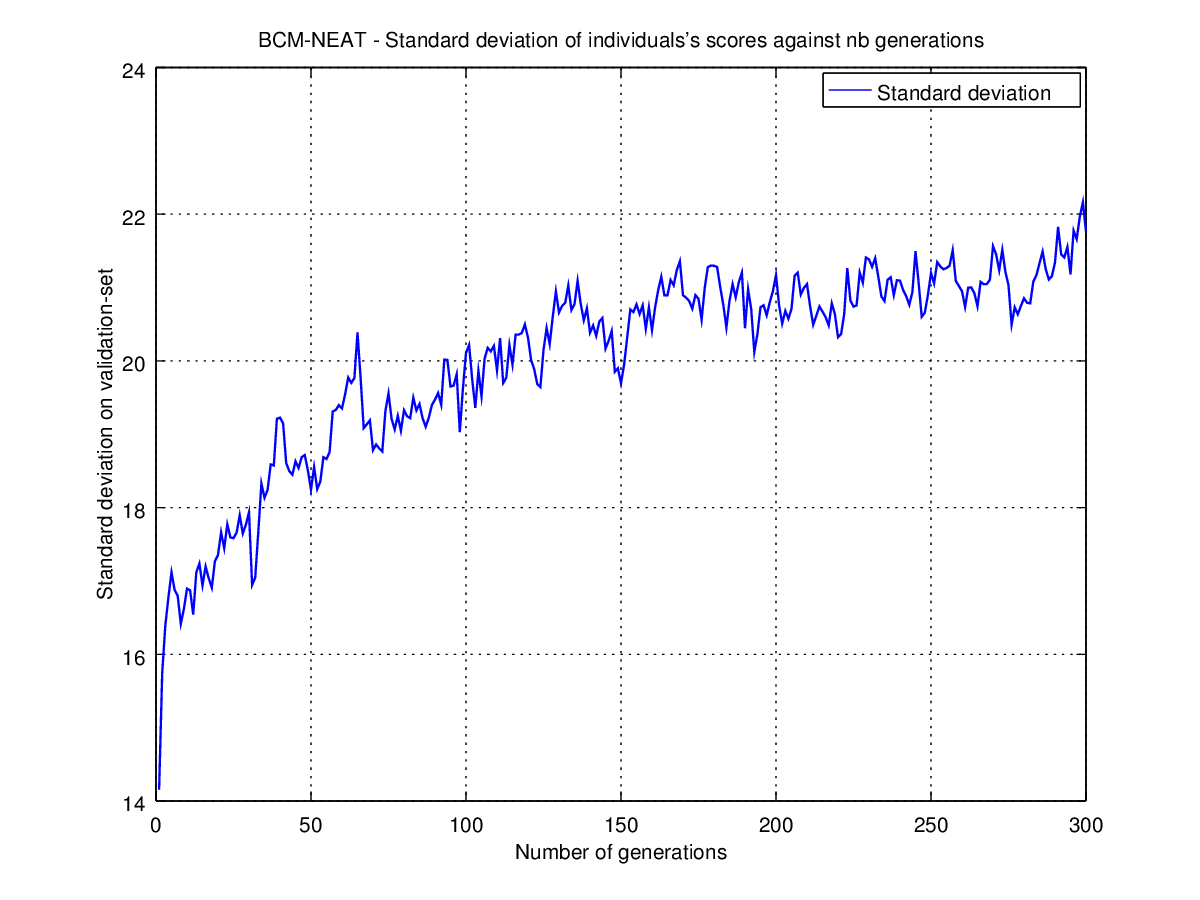 BCM-NEAT - Standard deviation of individuals's scores against nb generations
24
Standard deviation
22
20
18
16
14
Standard deviation on validation-set
0 50 100 150 200 250 300
Number of generations